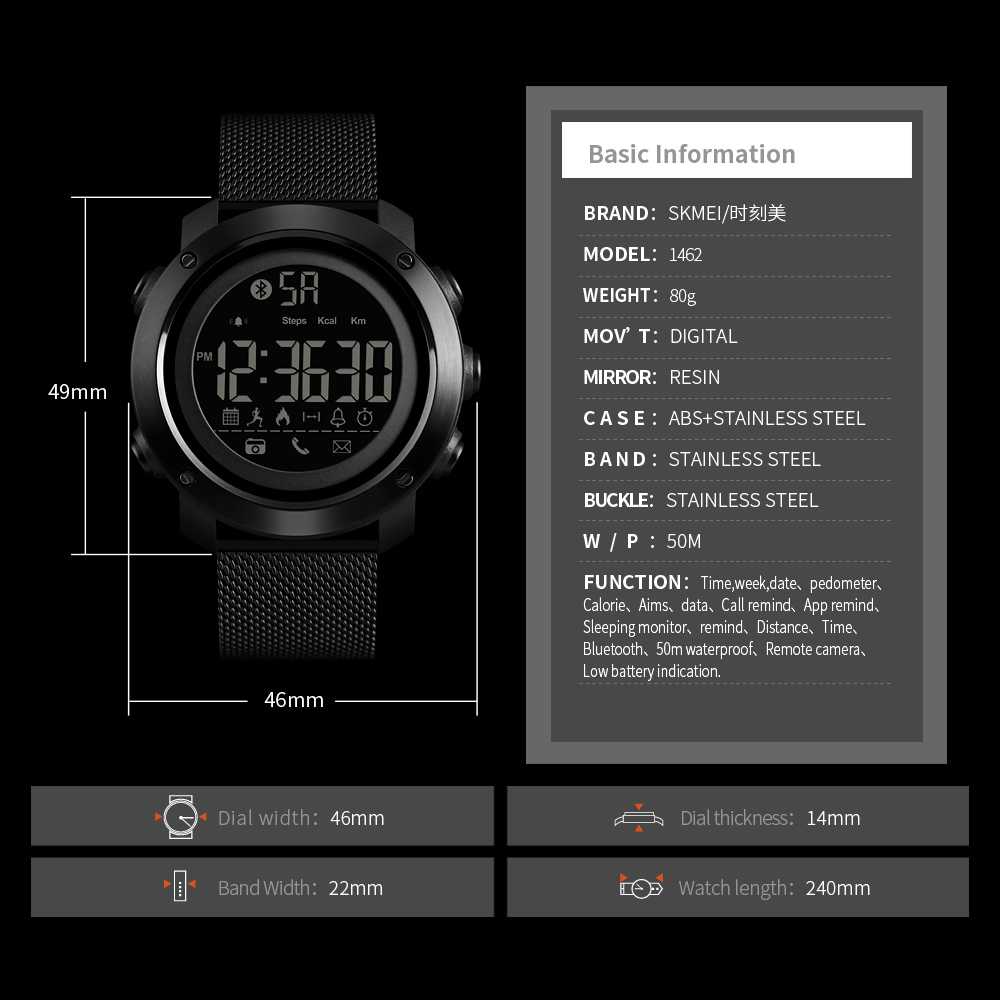 SA
Steps Kcal Km
PM 12:36 30
49mm
46mm
Basic Information
BRAND: SKMEI/时刻美
MODEL: 1462
WEIGHT: 80g
MOV'T: DIGITAL
MIRROR: RESIN
CASE: ABS+STAINLESS STEEL
BAND: STAINLESS STEEL
BUCKLE: STAINLESS STEEL
W/P: 50M
FUNCTION: Time,week,date、pedometer、
Calorie、Aims、data、Call remind、App remind、
Sleeping monitor、remind、Distance、Time、
Bluetooth、50m waterproof、Remote camera、
Low battery indication.
Dial width: 46mm
Dial thickness: 14mm
Band Width: 22mm
Watch length: 240mm